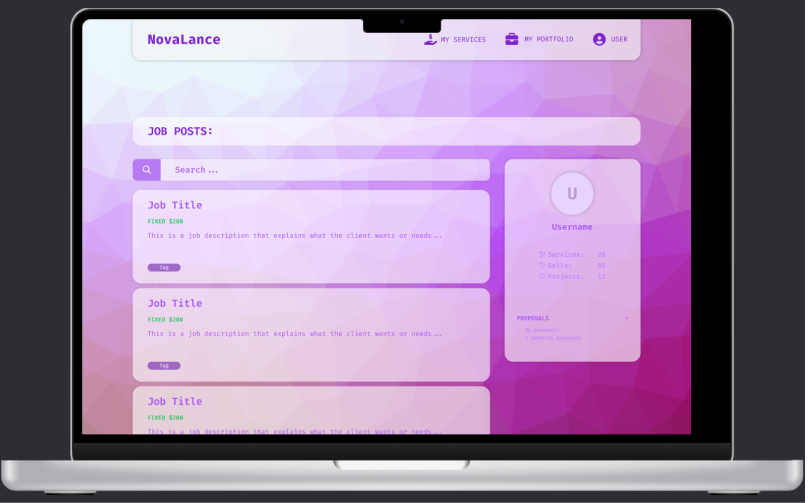 NovaLance
MY SERVICES
MY PORTFOLIO
USER
JOB POSTS:
Search...
Job Title
FIXED $200
This is a job description that explains what the client wants or needs...
Tag
Job Title
FIXED $200
This is a job description that explains what the client wants or needs...
Tag
Job Title
FIXED $200
This is a job description that explains what the client wants or needs...
U
Username
Services: 20
Sells: 05
Projects: 12
PROPOSALS
My proposals